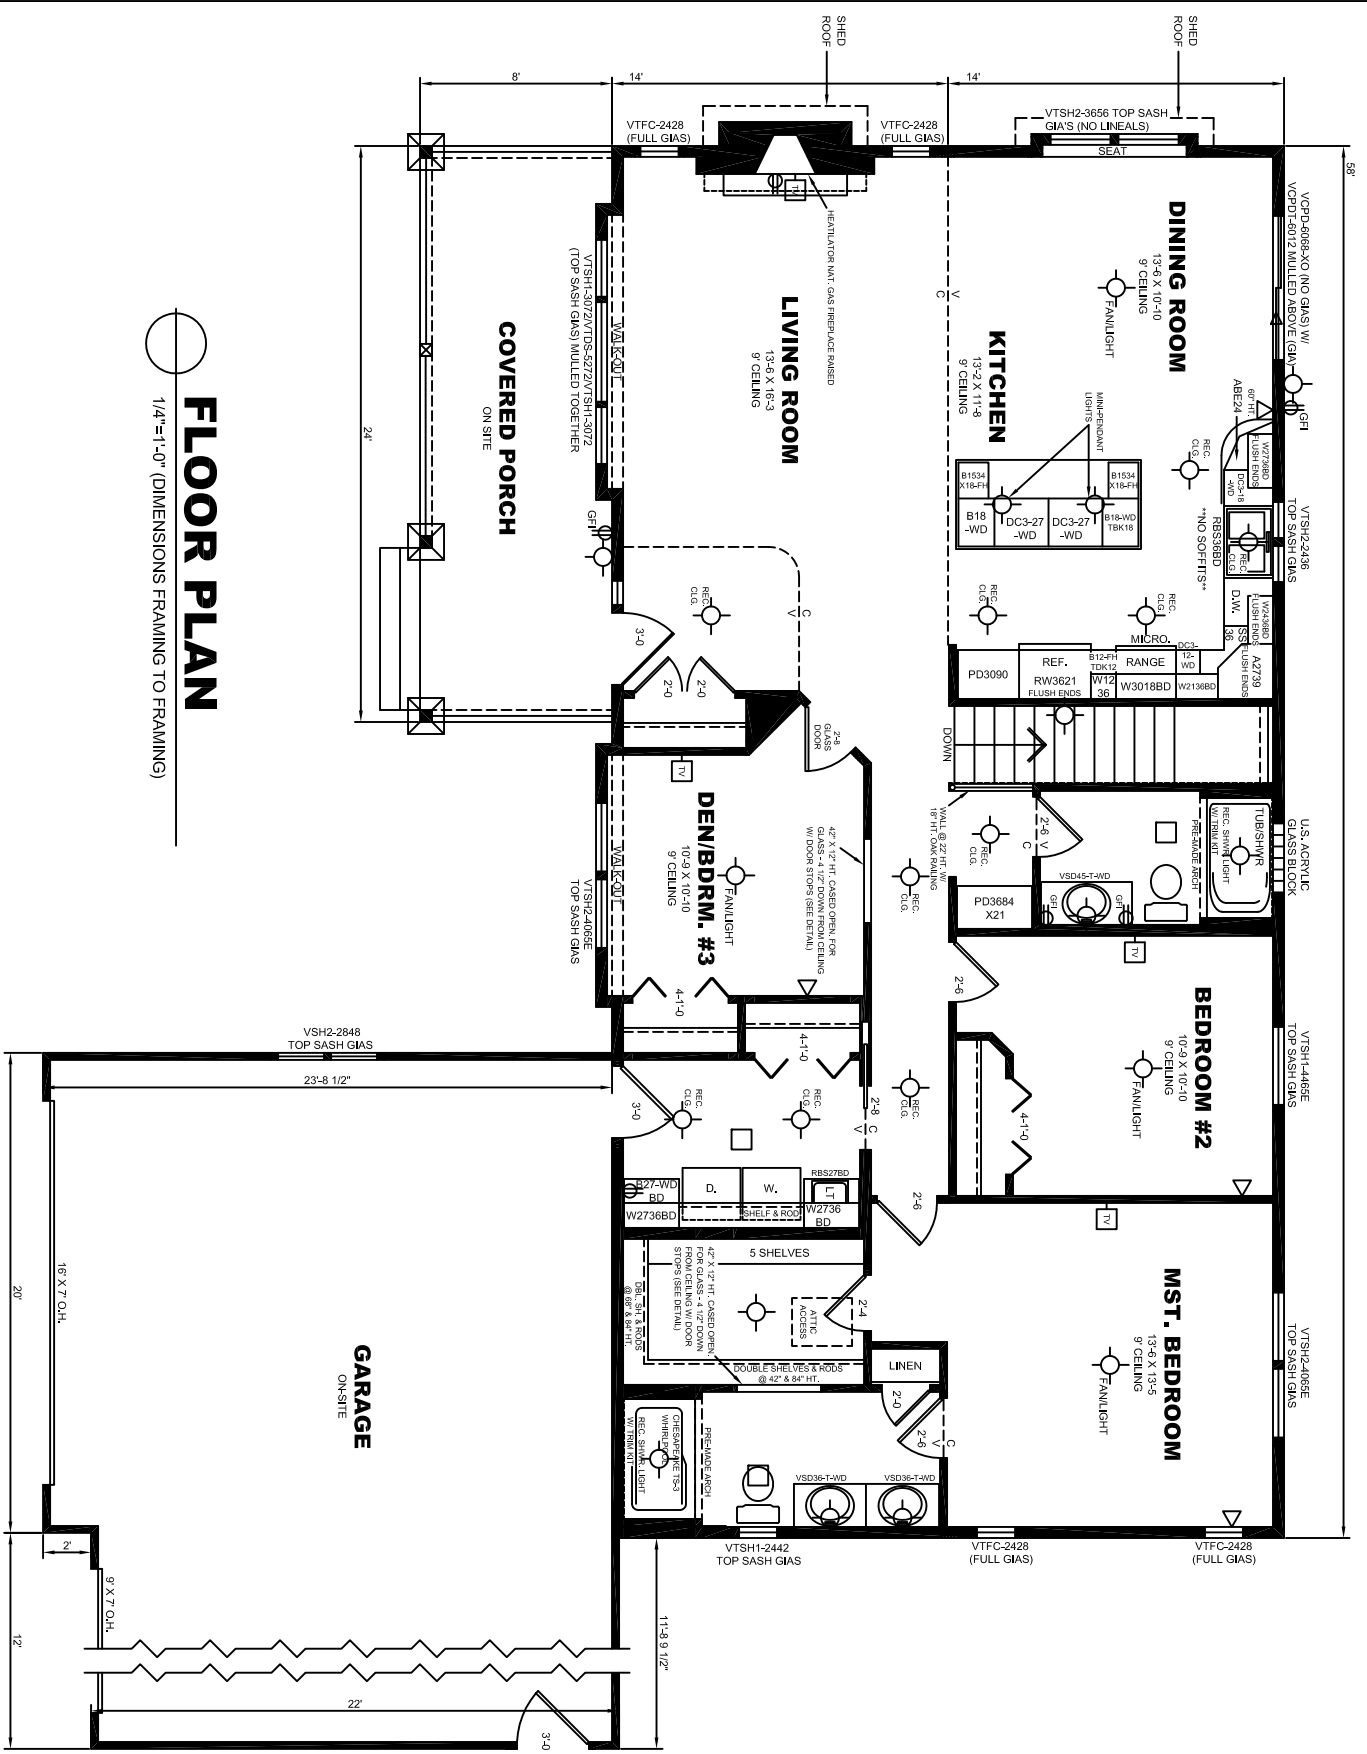 SHED
ROOF
SHED
ROOF
8'
14'
14'
58'
VTFC-2428
(FULL GIAS)
VTFC-2428
(FULL GIAS)
VTSH2-3656 TOP SASH
GIA'S (NO LINEALS)
SEAT
TV
HEATILATOR NAT. GAS FIREPLACE RAISED
VCPD-6068-XO (NO GIAS) W/
VCPDT-6012 MULLED ABOVE (GIA)
GFI
DINING ROOM
13'-6 X 10'-10
9' CEILING
FAN/LIGHT
V
C
LIVING ROOM
13'-6 X 16'-3
9' CEILING
KITCHEN
13'-2 X 11'-8
9' CEILING
MINI-PENDANT
LIGHTS
60" HT.
ABE24
W2736BD
FLUSH ENDS
DC3-18
-WD
REC.
CLG.
RBS36BD
**NO SOFFITS**
REC.
CLG.
VTSH2-2436
TOP SASH GIAS
D.W.
W2436BD
FLUSH ENDS
SS
36
A2739
FLUSH ENDS
B1534
X18-FH
B1534
X18-FH
B18
-WD
DC3-27
-WD
DC3-27
-WD
B18-WD
TBK18
REC.
CLG.
REC.
CLG.
MICRO.
PD3090
REF.
RW3621
FLUSH ENDS
B12-FH
TDK12
W12
36
RANGE
W3018BD
DC3-
12-
WD
W2136BD
VTSH1-3072/VTDS-5272/VTSH1-3072
(TOP SASH GIAS) MULLED TOGETHER
WALK-OUT
COVERED PORCH
ON SITE
24'
GFI
REC.
CLG.
C
V
3'-0
2'-0
2'-0
FLOOR PLAN
1/4"=1'-0" (DIMENSIONS FRAMING TO FRAMING)
DOWN
2'-8
GLASS
DOOR
WALL @ 22' HT. W/
18" HT. OAK RAILING
TV
DEN/BDRM. #3
10'-9 X 10'-10
9' CEILING
FAN/LIGHT
42" X 12" HT. CASED OPEN. FOR
GLASS - 4 1/2" DOWN FROM CEILING
W/ DOOR STOPS (SEE DETAIL)
WALK-OUT
VTSH2-4065E
TOP SASH GIAS
REC.
CLG.
REC.
CLG.
V
C
2'-6
PD3684
X21
VSD45-T-WD
GFI
GFI
PRE-MADE ARCH
TUB/SHWR
REC. SHWR. LIGHT
W/ TRIM KIT
U.S. ACRYLIC
GLASS BLOCK
TV
BEDROOM #2
10'-9 X 10'-10
9' CEILING
FAN/LIGHT
VTSH1-4465E
TOP SASH GIAS
2'-6
4-1'-0
4-1'-0
4-1'-0
VSH2-2848
TOP SASH GIAS
23'-8 1/2"
3'-0
REC.
CLG.
REC.
CLG.
2'-8
C
V
REC.
CLG.
B27-WD
BD
W2736BD
D.
W.
SHELF & ROD
RBS27BD
LT
W2736
BD
2'-6
TV
MST. BEDROOM
13'-6 X 13'-5
9' CEILING
FAN/LIGHT
VTSH2-4065E
TOP SASH GIAS
5 SHELVES
42" X 12" HT. CASED OPEN.
FOR GLASS - 4 1/2" DOWN
FROM CEILING W/ DOOR
STOPS (SEE DETAIL)
DBL. SH. & RODS
@ 68" & 84" HT.
ATTIC
ACCESS
2'-4
DOUBLE SHELVES & RODS
@ 42" & 84" HT.
LINEN
2'-0
2'-6
C
V
CHESAPEAKE TS-3
WHIRLPOOL
REC. SHWR. LIGHT
W/ TRIM KIT
PRE-MADE ARCH
VSD36-T-WD
VSD36-T-WD
VTSH1-2442
TOP SASH GIAS
VTFC-2428
(FULL GIAS)
VTFC-2428
(FULL GIAS)
GARAGE
ON-SITE
16' X 7' O.H.
20'
2'
9' X 7' O.H.
12'
22'
3'-0
11'-8 9 1/2"